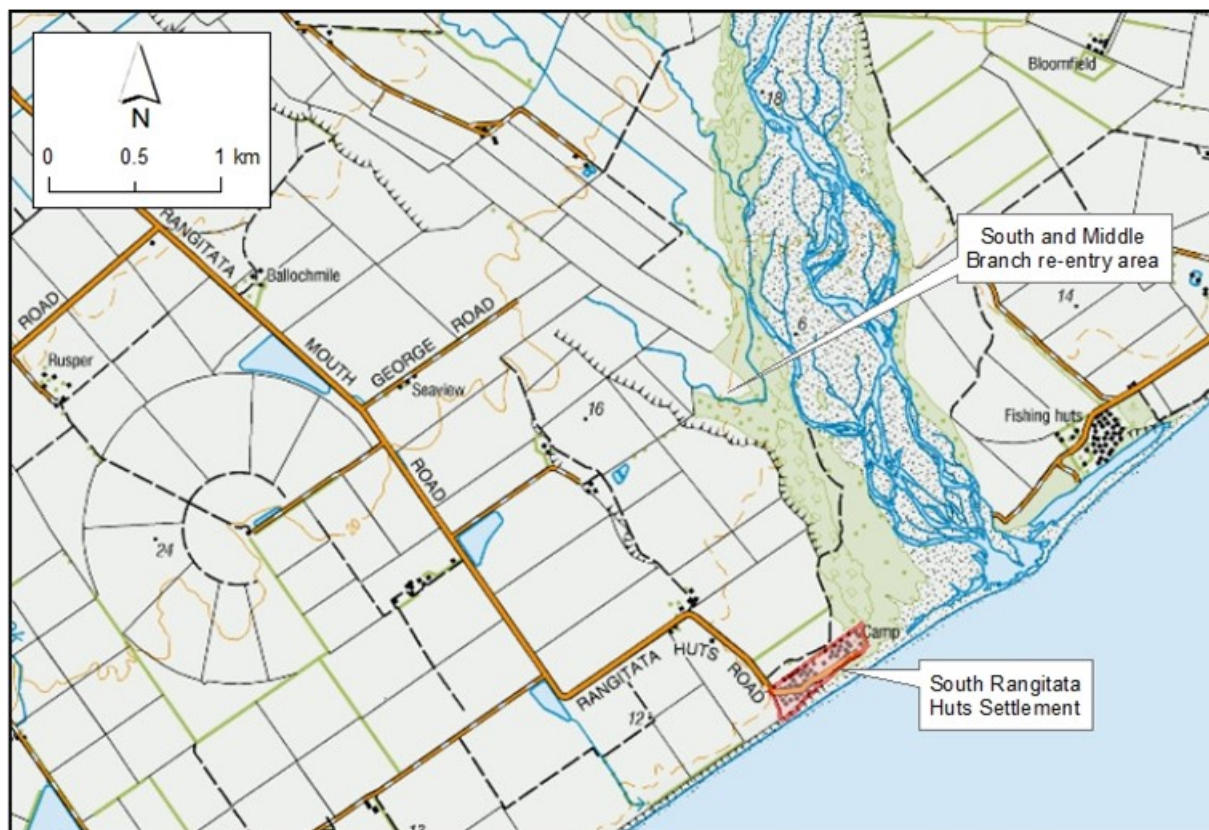 N
0 0.5 1 km
Bloomfield
18
South and Middle
Branch re-entry area
RANGITATA
Ballochmile
ROAD
14
Rusper
MOUTH
GEORGE ROAD
6
Seaview
16
Fishing huts
ROAD
20
24
Camp
RANGITATA HUTS ROAD
South Rangitata
Huts Settlement
12
13